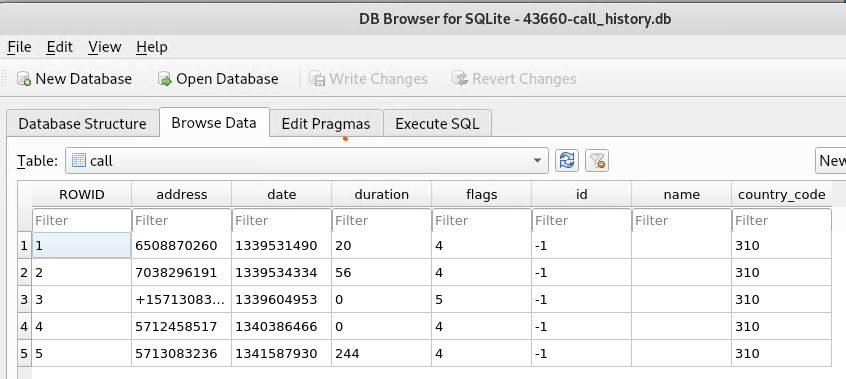 DB Browser for SQLite - 43660-call_history.db
File Edit View Help
New Database Open Database Write Changes Revert Changes
Database Structure Browse Data Edit Pragmas Execute SQL
Table: call New
ROWID address date duration flags id name country_code
Filter Filter Filter Filter Filter Filter Filter Filter
1 1 6508870260 1339531490 20 4 -1 310
2 2 7038296191 1339534334 56 4 -1 310
3 3 +15713083... 1339604953 0 5 -1 310
4 4 5712458517 1340386466 0 4 -1 310
5 5 5713083236 1341587930 244 4 -1 310